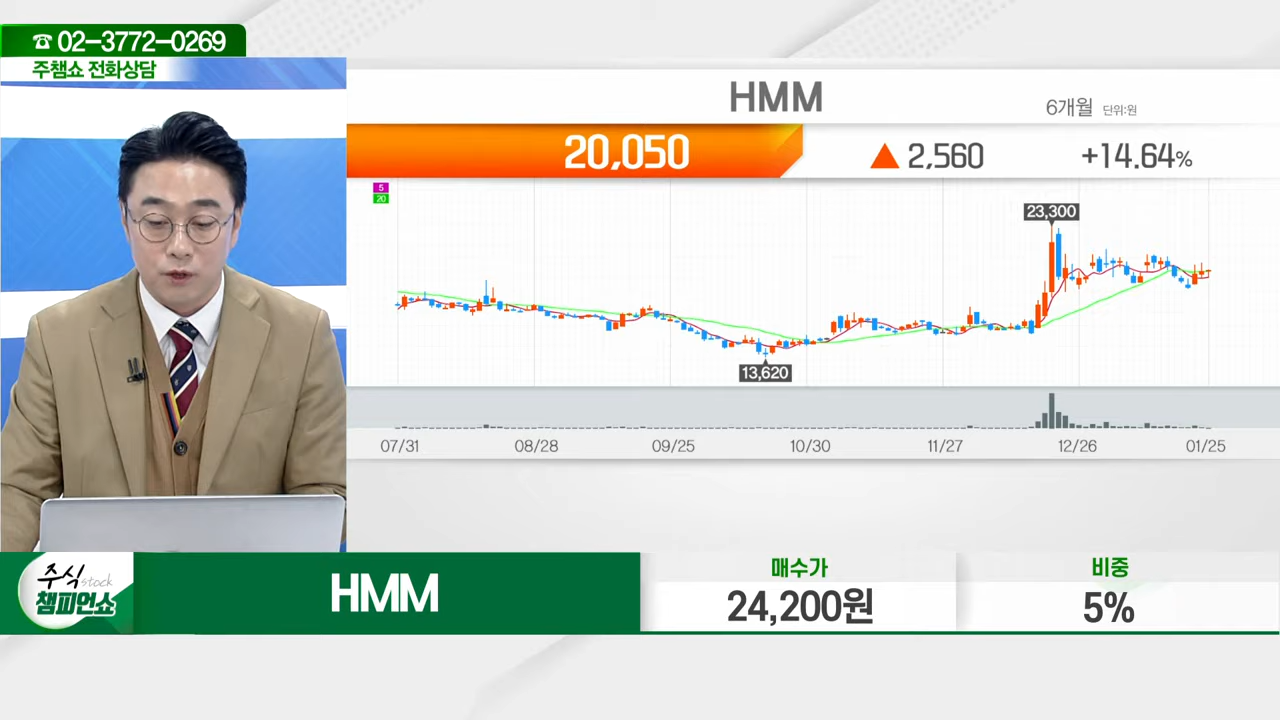 ☎ 02-3772-0269
주챔쇼 전화상담
HMM
6개월 단위:원
20,050 ▲ 2,560 +14.64%
5
20
23,300
13,620
07/31 08/28 09/25 10/30 11/27 12/26 01/25
주식 stock
챔피언쇼
HMM
매수가
24,200원
비중
5%